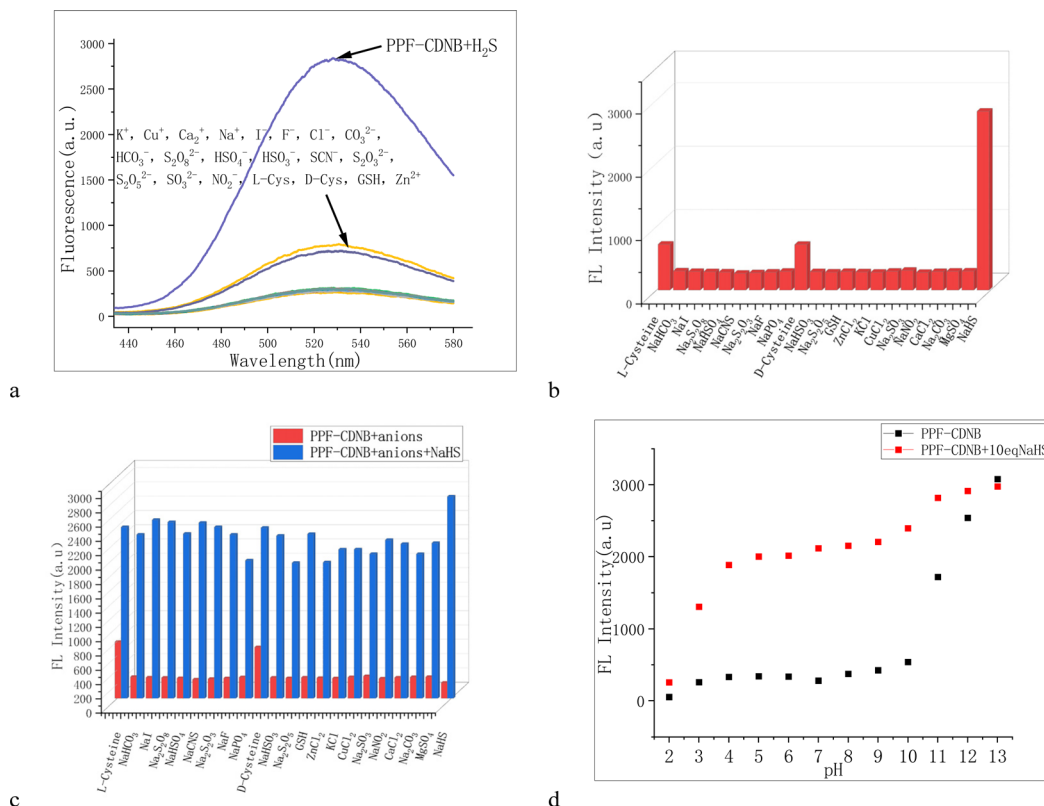 3000
2500
2000
1500
1000
500
0
Fluorescence(a.u.)
PPF-CDNB+H₂S
K⁺, Cu⁺, Ca₂⁺, Na⁺, I⁻, F⁻, Cl⁻, CO₃²⁻,
HCO₃⁻, S₂O₈²⁻, HSO₄⁻, HSO₃⁻, SCN⁻, S₂O₃²⁻,
S₂O₅²⁻, SO₃²⁻, NO₂⁻, L-Cys, D-Cys, GSH, Zn²⁺
440 460 480 500 520 540 560 580
Wavelength(nm)
a
3000
2000
1000
0
FL Intensity (a.u)
L-Cysteine
NaHCO₃
NaI
Na₂S₂O₈
NaHSO₄
NaCNS
Na₂S₂O₃
NaF
NaPO₄
D-Cysteine
NaHSO₃
Na₂S₂O₅
GSH
ZnCl₂
KCl
CuCl₂
Na₂SO₃
NaNO₂
CaCl₂
Na₂CO₃
MgSO₄
NaHS
b
PPF-CDNB+anions
PPF-CDNB+anions+NaHS
3000
2800
2600
2400
2200
2000
1800
1600
1400
1200
1000
800
600
400
200
0
FL Intensity(a.u)
L-Cysteine
NaHCO₃
NaI
Na₂S₂O₈
NaHSO₄
NaCNS
Na₂S₂O₃
NaF
NaPO₄
D-Cysteine
NaHSO₃
Na₂S₂O₅
GSH
ZnCl₂
KCl
CuCl₂
Na₂SO₃
NaNO₂
CaCl₂
Na₂CO₃
MgSO₄
NaHS
c
PPF-CDNB
PPF-CDNB+10eqNaHS
3000
2000
1000
0
FL Intensity(a.u)
2 3 4 5 6 7 8 9 10 11 12 13
pH
d